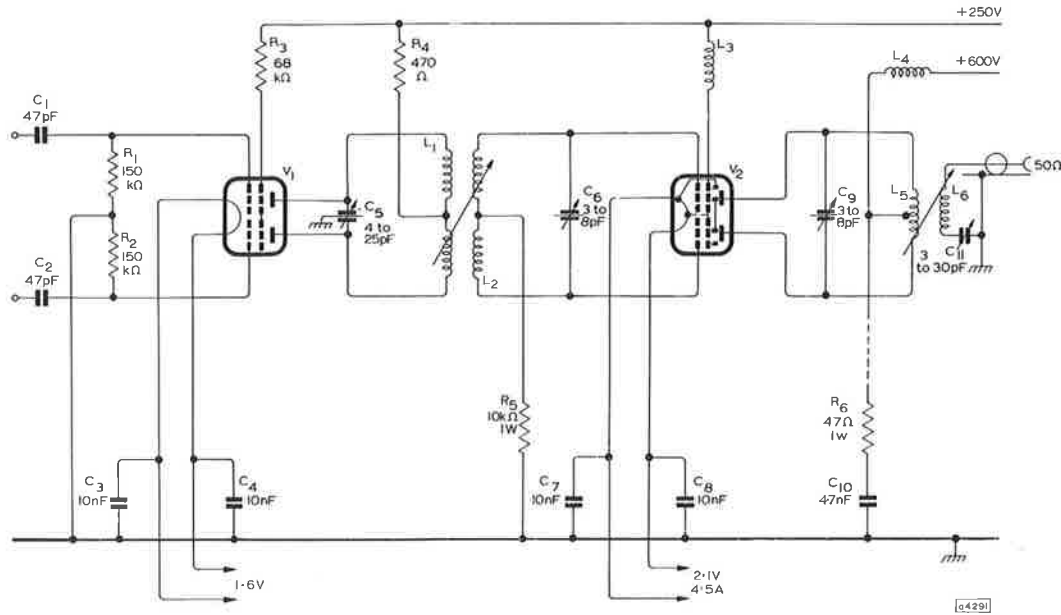 +250V
R3
68
kΩ
R4
470
Ω
L3
L4
+600V
C1
47pF
R1
150
kΩ
V1
L1
C5
4 to
25pF
C6
3 to
8pF
V2
C9
3 to
8pF
L5
L6
50Ω
R2
150
kΩ
C2
47pF
L2
C11
3
to 30pF
R5
10kΩ
1W
R6
47Ω
1W
C3
10nF
C4
10nF
C7
10nF
C8
10nF
C10
47nF
1·6V
2·1V
4·5A
a4291